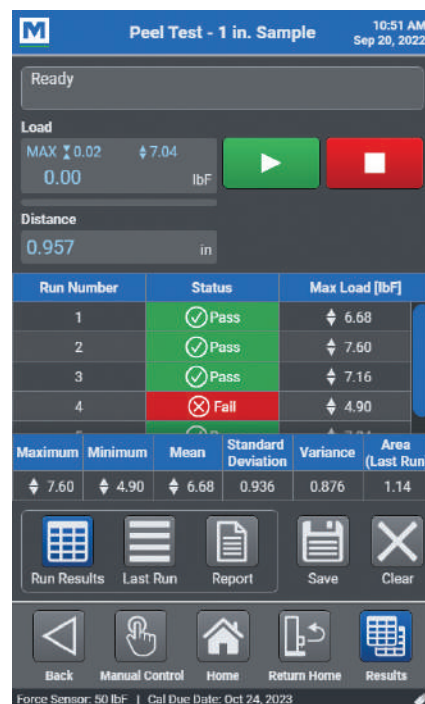 M
Peel Test - 1 in. Sample
10:51 AM
Sep 20, 2022
Ready
Load
MAX 0.02 7.04
0.00 lbF
Distance
0.957 in
Run Number Status Max Load [lbF]
1 Pass 6.68
2 Pass 7.60
3 Pass 7.16
4 Fail 4.90
Maximum Minimum Mean Standard Deviation Variance Area (Last Run
7.60 4.90 6.68 0.936 0.876 1.14
Run Results Last Run Report Save Clear
Back Manual Control Home Return Home Results
Force Sensor: 50 lbF | Cal Due Date: Oct 24, 2023